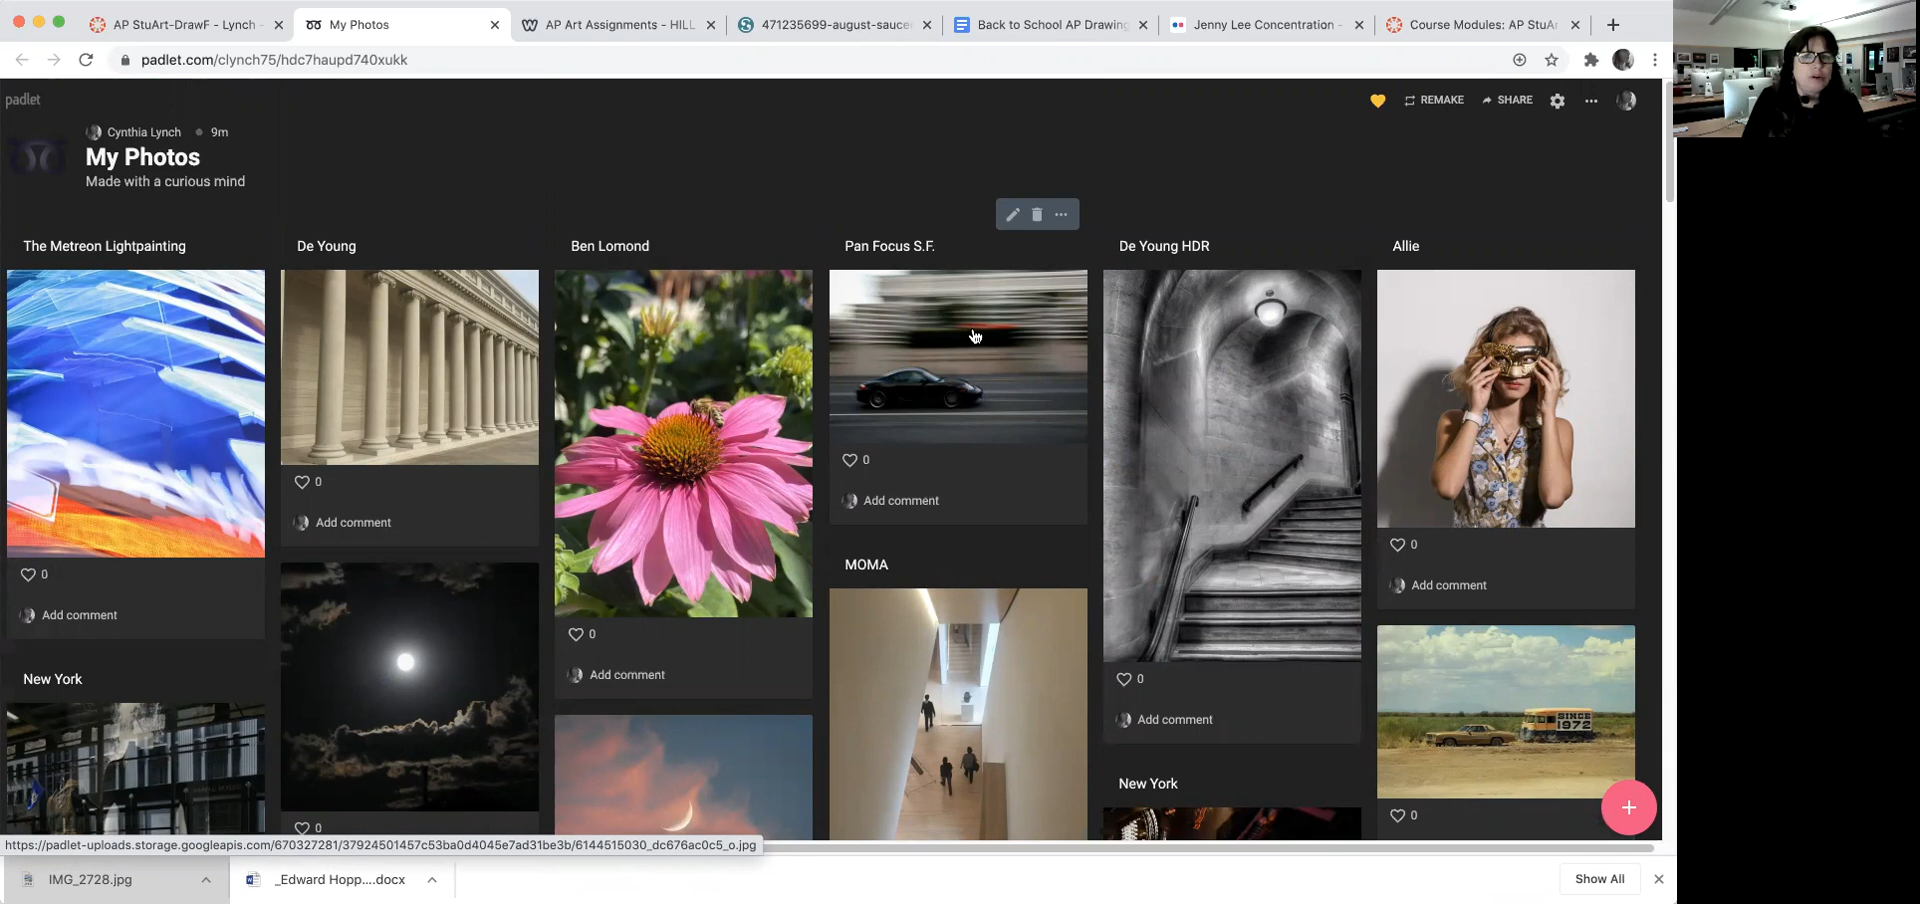 AP StuArt-DrawF - Lynch -
My Photos
AP Art Assignments - HILL
471235699-august-sauce
Back to School AP Drawing
Jenny Lee Concentration -
Course Modules: AP StuAr
padlet.com/clynch75/hdc7haupd740xukk
padlet
REMAKE
SHARE
Cynthia Lynch
9m
My Photos
Made with a curious mind
The Metreon Lightpainting
De Young
Ben Lomond
Pan Focus S.F.
De Young HDR
Allie
0
Add comment
New York
0
Add comment
0
0
Add comment
0
Add comment
MOMA
0
Add comment
New York
0
Add comment
SINCE
1972
0
https://padlet-uploads.storage.googleapis.com/670327281/37924501457c53ba0d4045e7ad31be3b/6144515030_dc676ac0c5_o.jpg
IMG_2728.jpg
_Edward Hopp....docx
Show All